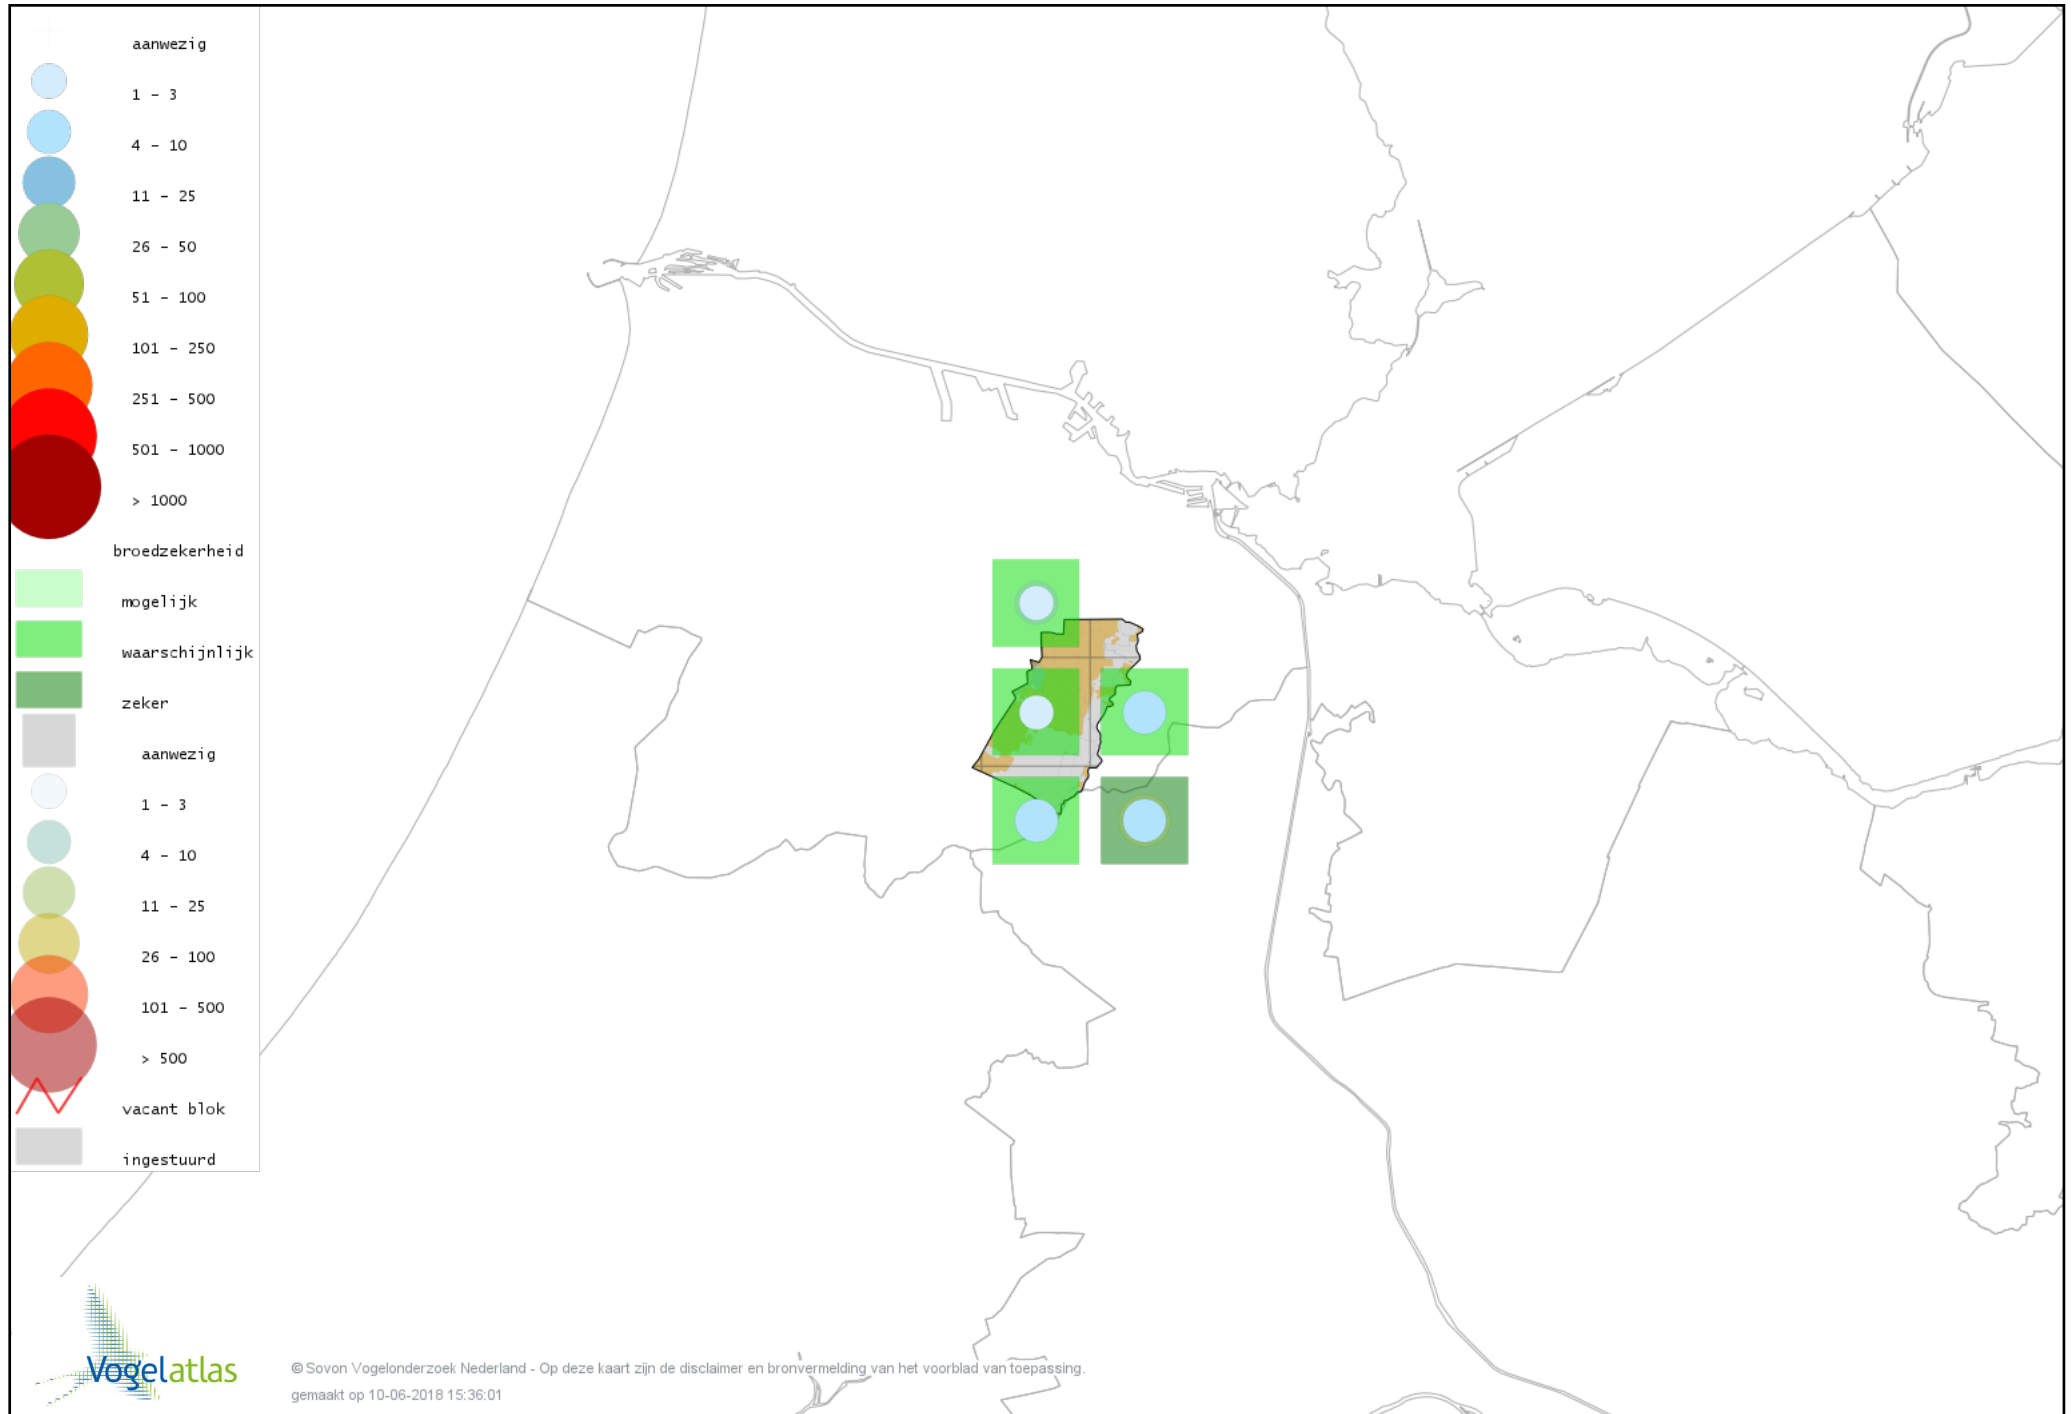 aanwezig
1 - 3
4 - 10
11 - 25
26 - 50
51 - 100
101 - 250
251 - 500
501 - 1000
> 1000
broedzekerheid
mogelijk
waarschijnlijk
zeker
aanwezig
1 - 3
4 - 10
11 - 25
26 - 100
101 - 500
> 500
vacant blok
ingestuurd
Vogelatlas
© Sovon Vogelonderzoek Nederland - Op deze kaart zijn de disclaimer en bronvermelding van het voorblad van toepassing.
gemaakt op 10-06-2018 15:36:01